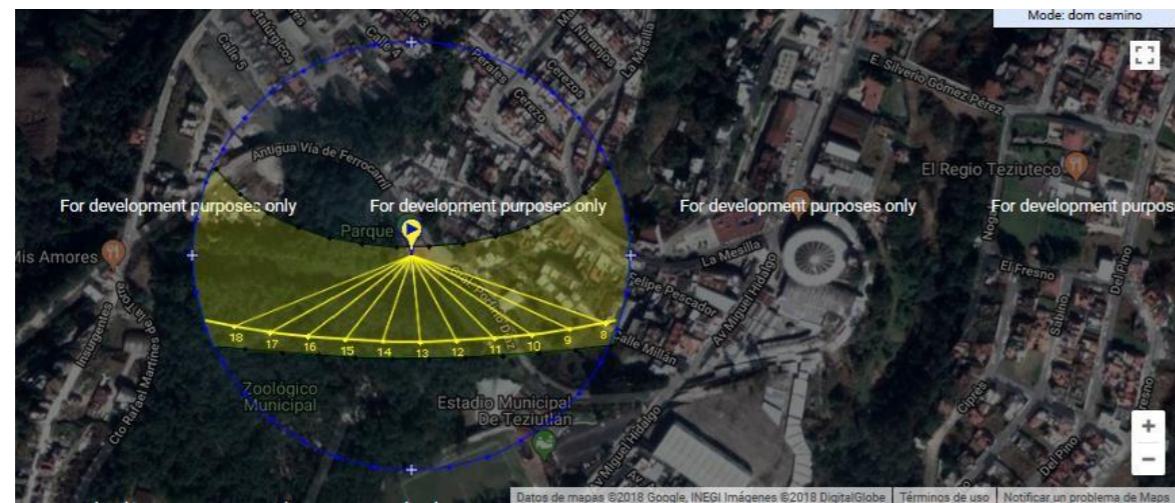 Mode: dom camino
Calle 3
Calle A
Calle 5
Perales
Cerezo
Cerezos
Naranjos
La Mesilla
E. Silverio Gómez Pérez
Antigua Vía de Ferrocarril
El Regio Teziuteco
For development purposes only
For development purposes only
For development purposes only
For development purpos
Parque
Mis Amores
La Mesilla
Felipe Pescador
Av Miguel Hidalgo
El Fresno
Del Pino
Sabino
Insurgentes
Cto Rafael Martínez de la Torre
18 17 16 15 14 13 12 11 10 9 8
Calle Millán
Zoológico
Municipal
Estadio Municipal
De Teziutlán
Ciprés
Del Pino
Av Miguel Hidalgo
+
−
Datos de mapas ©2018 Google, INEGI Imágenes ©2018 DigitalGlobe
Términos de uso
Notificar un problema de Maps